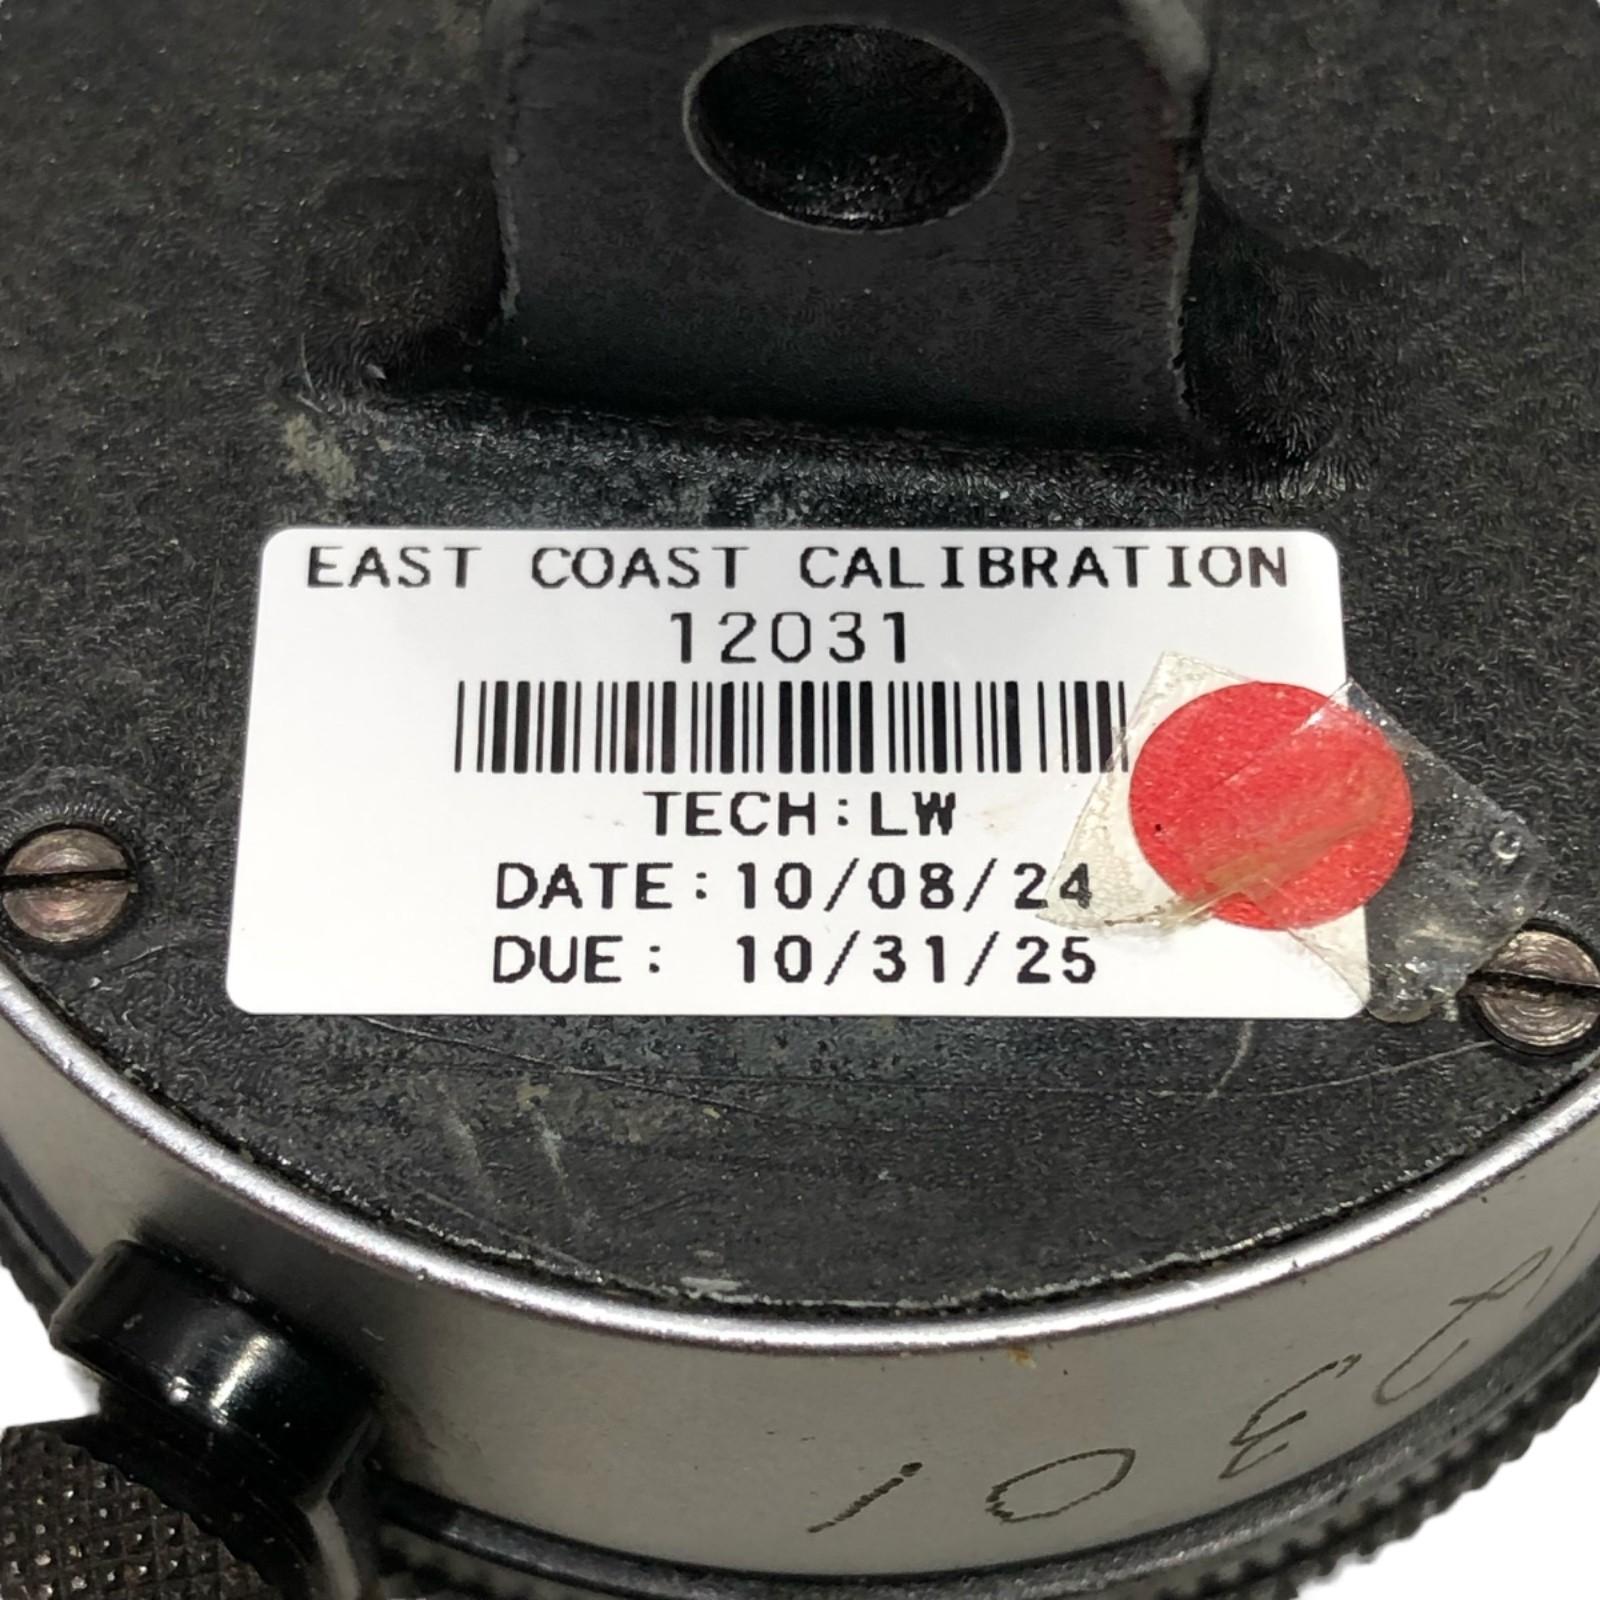 EAST COAST CALIBRATION
12031
TECH:LW
DATE:10/08/24
DUE: 10/31/25